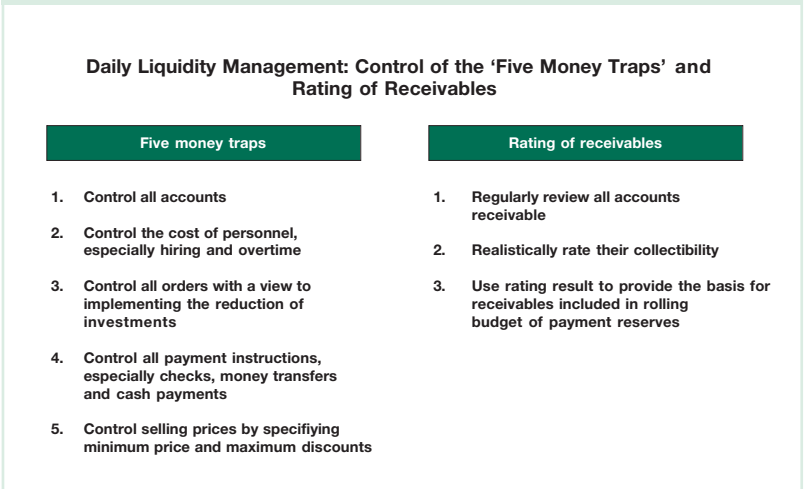 Daily Liquidity Management: Control of the ‘Five Money Traps’ and
Rating of Receivables
Five money traps
1. Control all accounts
2. Control the cost of personnel,
especially hiring and overtime
3. Control all orders with a view to
implementing the reduction of
investments
4. Control all payment instructions,
especially checks, money transfers
and cash payments
5. Control selling prices by specifiying
minimum price and maximum discounts
Rating of receivables
1. Regularly review all accounts
receivable
2. Realistically rate their collectibility
3. Use rating result to provide the basis for
receivables included in rolling
budget of payment reserves